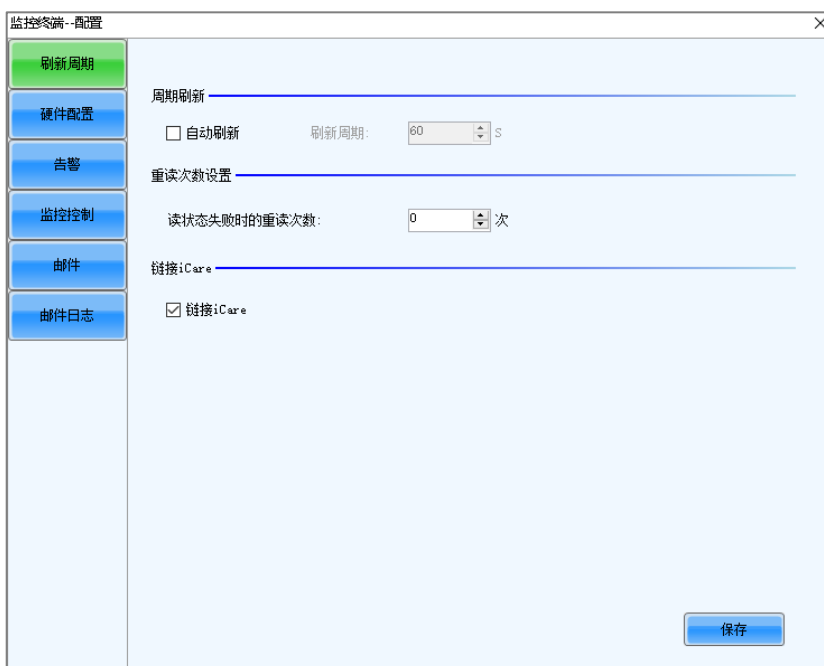 监控终端--配置
刷新周期
硬件配置
告警
监控控制
邮件
邮件日志
周期刷新
自动刷新 刷新周期: 60 S
重读次数设置
读状态失败时的重读次数: 0 次
链接iCare
链接iCare
保存